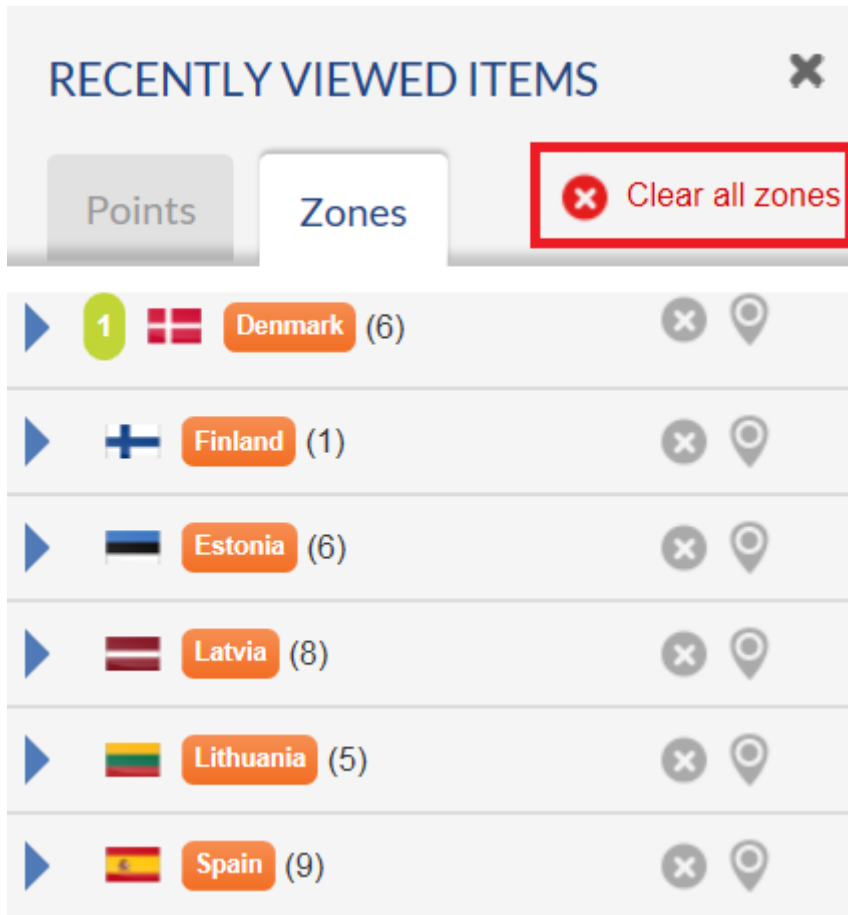 RECENTLY VIEWED ITEMS
Points Zones Clear all zones
1 Denmark (6)
Finland (1)
Estonia (6)
Latvia (8)
Lithuania (5)
Spain (9)